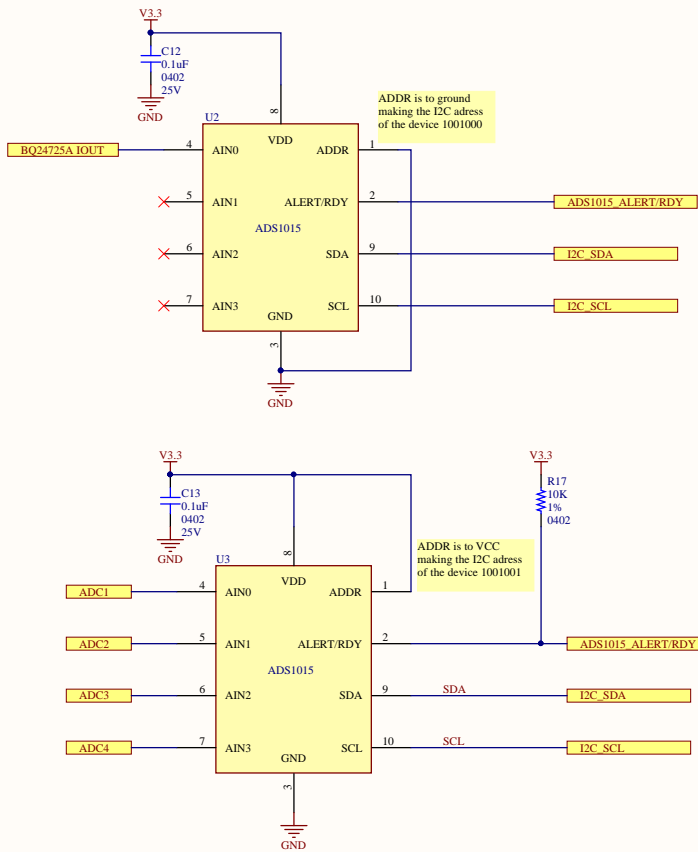 V3.3
C12
0.1uF
0402
25V
GND
ADDR is to ground
making the I2C adress
of the device 1001000
U2
8
VDD
BQ24725A IOUT
4
AIN0
ADDR
1
5
AIN1
ALERT/RDY
2
ADS1015_ALERT/RDY
ADS1015
6
AIN2
SDA
9
I2C_SDA
7
AIN3
SCL
10
I2C_SCL
GND
3
GND
V3.3
V3.3
C13
0.1uF
0402
25V
GND
R17
10K
1%
0402
ADDR is to VCC
making the I2C adress
of the device 1001001
U3
8
VDD
ADC1
4
AIN0
ADDR
1
ADC2
5
AIN1
ALERT/RDY
2
ADS1015_ALERT/RDY
ADS1015
ADC3
6
AIN2
SDA
9
SDA
I2C_SDA
ADC4
7
AIN3
SCL
10
SCL
I2C_SCL
GND
3
GND